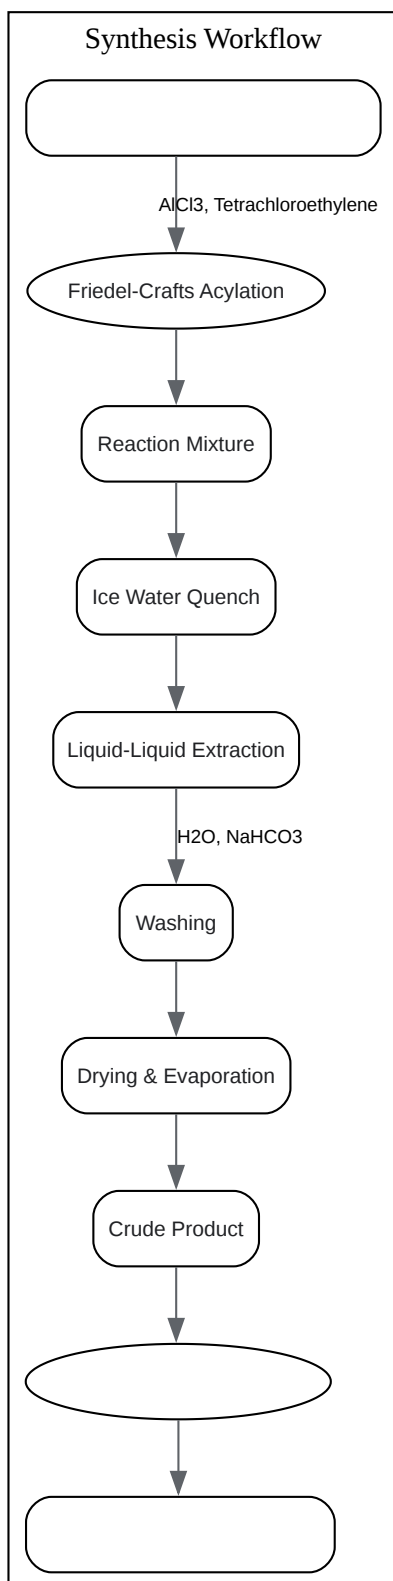 Synthesis Workflow
AlCl3, Tetrachloroethylene
Friedel-Crafts Acylation
Reaction Mixture
Ice Water Quench
Liquid-Liquid Extraction
H2O, NaHCO3
Washing
Drying & Evaporation
Crude Product